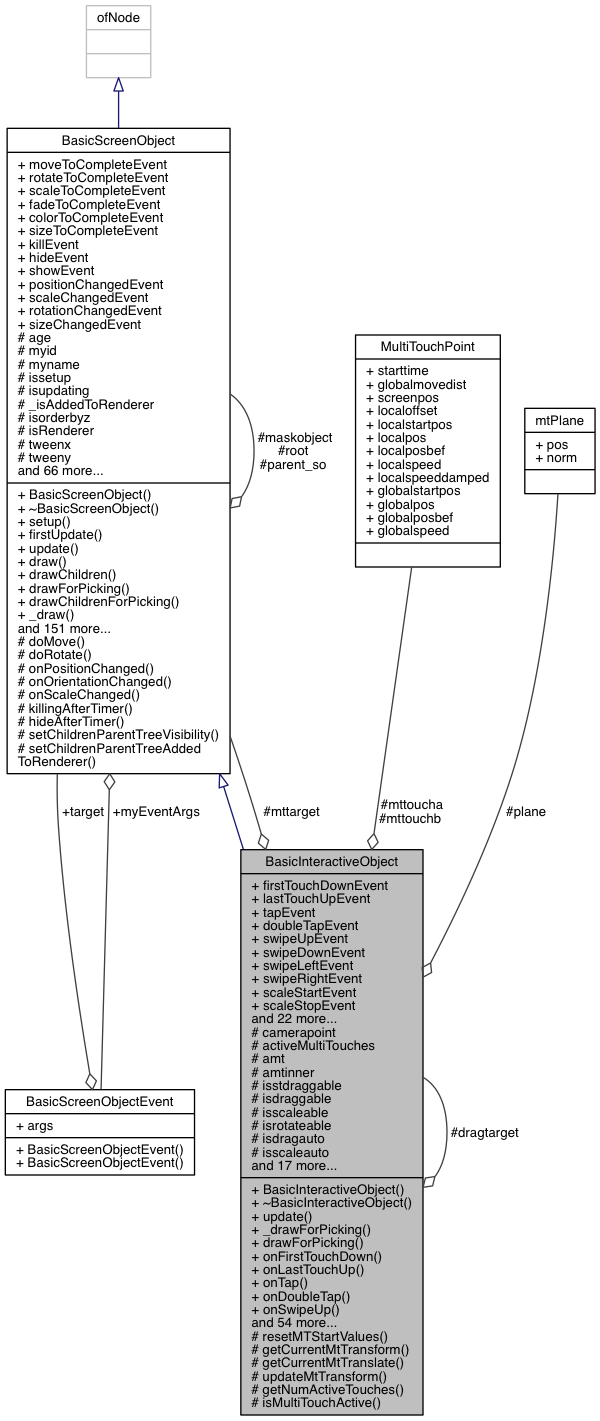 ofNode
BasicScreenObject
+ moveToCompleteEvent
+ rotateToCompleteEvent
+ scaleToCompleteEvent
+ fadeToCompleteEvent
+ colorToCompleteEvent
+ sizeToCompleteEvent
+ killEvent
+ hideEvent
+ showEvent
+ positionChangedEvent
+ scaleChangedEvent
+ rotationChangedEvent
+ sizeChangedEvent
# age
# myid
# myname
# issetup
# isupdating
# _isAddedToRenderer
# isorderbyz
# isRenderer
# tweenx
# tweeny
and 66 more...
+ BasicScreenObject()
+ ~BasicScreenObject()
+ setup()
+ firstUpdate()
+ update()
+ draw()
+ drawChildren()
+ drawForPicking()
+ drawChildrenForPicking()
+ _draw()
and 151 more...
# doMove()
# doRotate()
# onPositionChanged()
# onOrientationChanged()
# onScaleChanged()
# killingAfterTimer()
# hideAfterTimer()
# setChildrenParentTreeVisibility()
# setChildrenParentTreeAdded
ToRenderer()
#maskobject
#root
#parent_so
MultiTouchPoint
+ starttime
+ globalmovedist
+ screenpos
+ localoffset
+ localstartpos
+ localpos
+ localposbef
+ localspeed
+ localspeeddamped
+ globalstartpos
+ globalpos
+ globalposbef
+ globalspeed
mtPlane
+ pos
+ norm
+target
+myEventArgs
#mttarget
#mttoucha
#mttouchb
#plane
BasicInteractiveObject
+ firstTouchDownEvent
+ lastTouchUpEvent
+ tapEvent
+ doubleTapEvent
+ swipeUpEvent
+ swipeDownEvent
+ swipeLeftEvent
+ swipeRightEvent
+ scaleStartEvent
+ scaleStopEvent
and 22 more...
# camerapoint
# activeMultiTouches
# amt
# amtinner
# isstdraggable
# isdraggable
# isscaleable
# isrotateable
# isdragauto
# isscaleauto
and 17 more...
+ BasicInteractiveObject()
+ ~BasicInteractiveObject()
+ update()
+ _drawForPicking()
+ drawForPicking()
+ onFirstTouchDown()
+ onLastTouchUp()
+ onTap()
+ onDoubleTap()
+ onSwipeUp()
and 54 more...
# resetMTStartValues()
# getCurrentMtTransform()
# getCurrentMtTranslate()
# updateMtTransform()
# getNumActiveTouches()
# isMultiTouchActive()
#dragtarget
BasicScreenObjectEvent
+ args
+ BasicScreenObjectEvent()
+ BasicScreenObjectEvent()